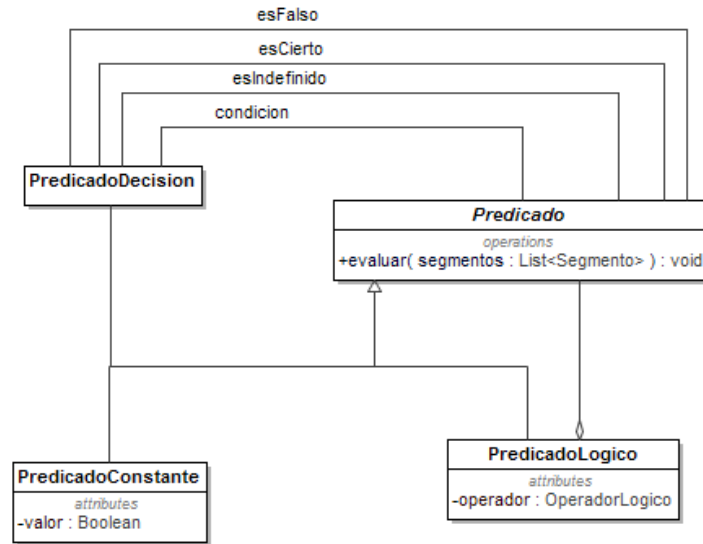 esFalso
esCierto
esIndefinido
condicion
PredicadoDecision
Predicado
operations
+evaluar( segmentos : List<Segmento> ) : void
PredicadoConstante
attributes
-valor : Boolean
PredicadoLogico
attributes
-operador : OperadorLogico